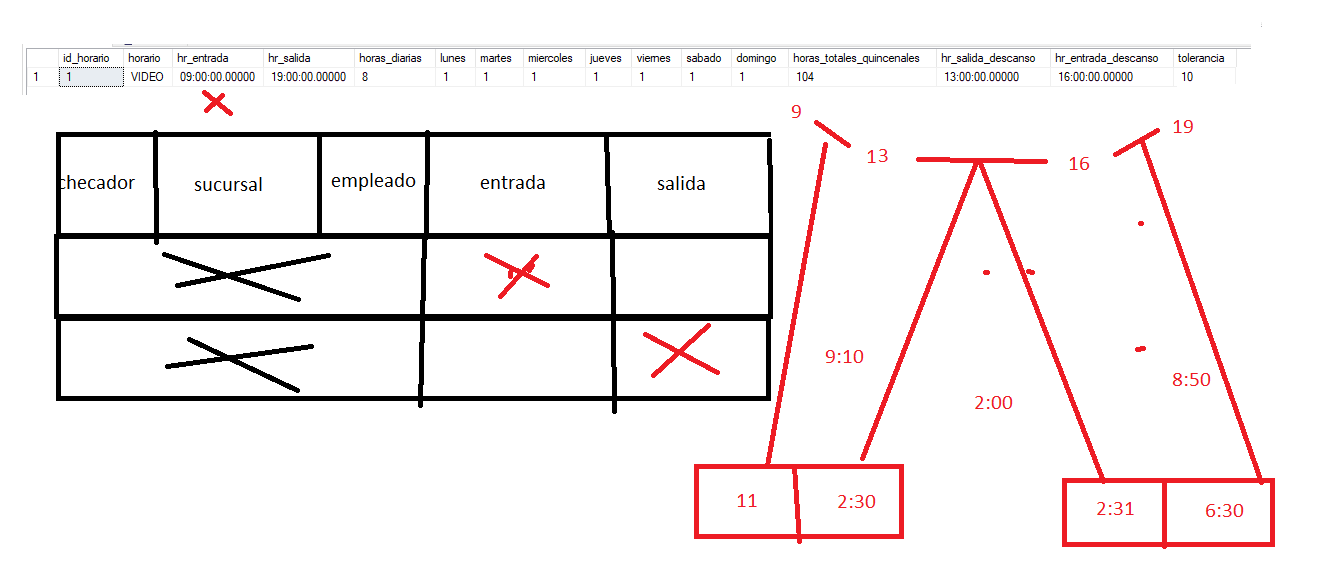 id_horario horario hr_entrada hr_salida horas_diarias lunes martes miercoles jueves viernes sabado domingo horas_totales_quincenales hr_salida_descanso hr_entrada_descanso tolerancia
1 1 VIDEO 09:00:00.00000 19:00:00.00000 8 1 1 1 1 1 1 1 104 13:00:00.00000 16:00:00.00000 10
9 13 16 19
checador sucursal empleado entrada salida
9:10 2:00 8:50
11 2:30 2:31 6:30